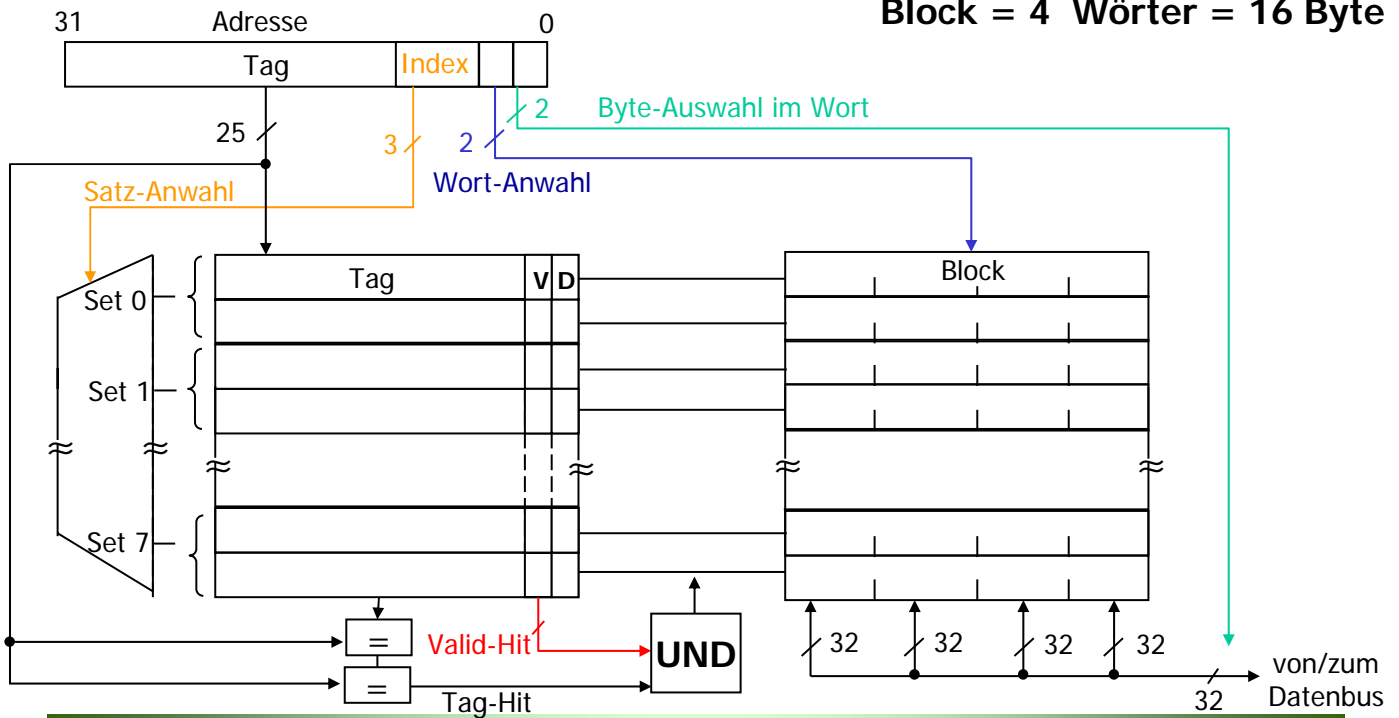 Block = 4 Wörter = 16 Byte
31 Adresse 0
Tag Index
2 Byte-Auswahl im Wort
25 3 2
Satz-Anwahl Wort-Anwahl
Tag V D Block
Set 0
Set 1
Set 7
= Valid-Hit UND 32 32 32 32
= Tag-Hit 32 von/zum
Datenbus